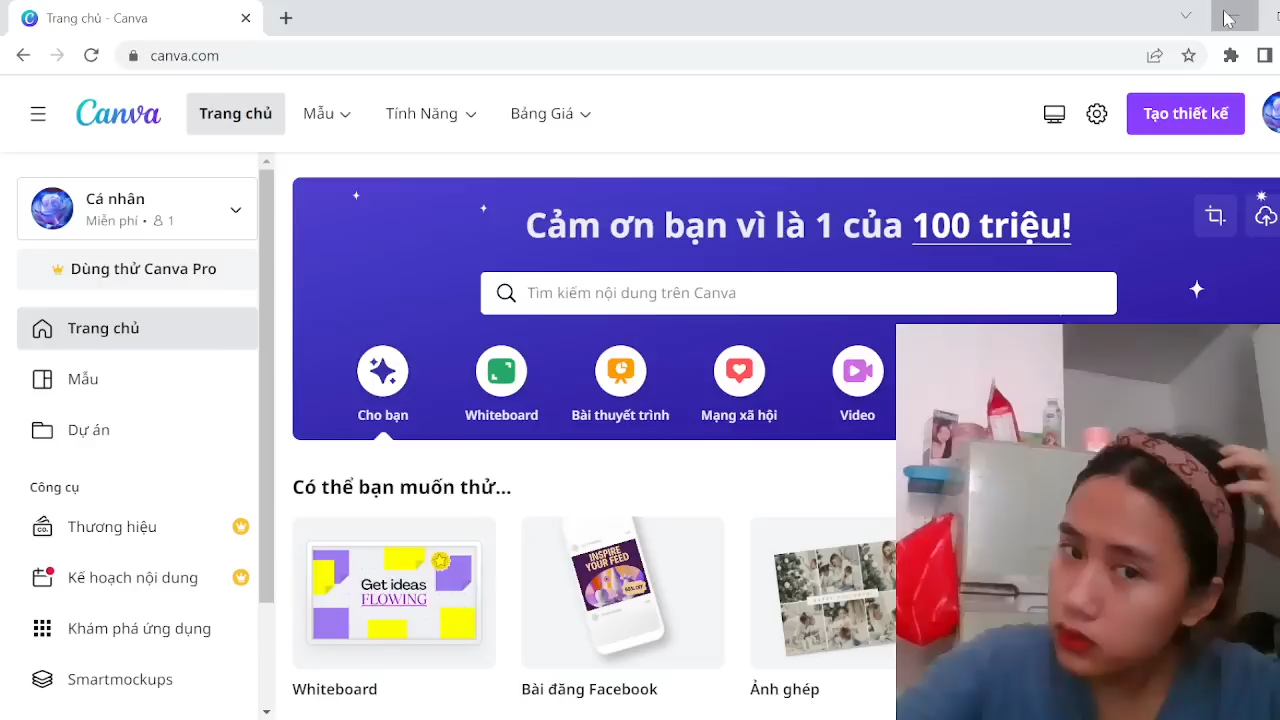 Trang chủ - Canva
canva.com
Canva
Trang chủ
Mẫu
Tính Năng
Bảng Giá
Tạo thiết kế
Cá nhân
Miễn phí • 1
Dùng thử Canva Pro
Trang chủ
Mẫu
Dự án
Công cụ
Thương hiệu
Kế hoạch nội dung
Khám phá ứng dụng
Smartmockups
Cảm ơn bạn vì là 1 của 100 triệu!
Tìm kiếm nội dung trên Canva
Cho bạn
Whiteboard
Bài thuyết trình
Mạng xã hội
Video
Có thể bạn muốn thử...
Get ideas
FLOWING
INSPIRE
YOUR FEED
Whiteboard
Bài đăng Facebook
Ảnh ghép